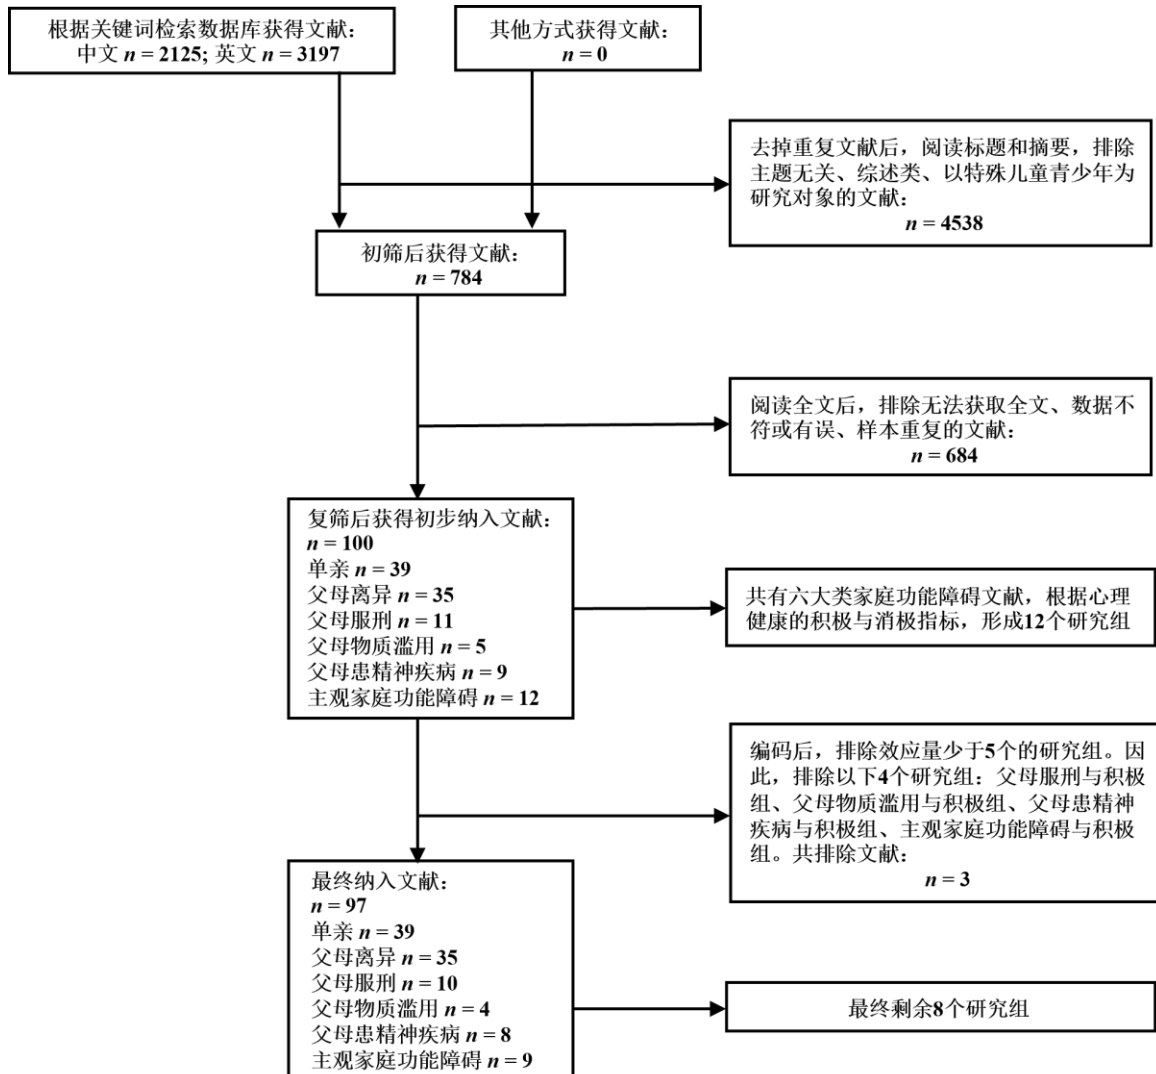 根据关键词检索数据库获得文献：
中文 n = 2125; 英文 n = 3197
其他方式获得文献：
n = 0
去掉重复文献后，阅读标题和摘要，排除
主题无关、综述类、以特殊儿童青少年为
研究对象的文献：
n = 4538
初筛后获得文献：
n = 784
阅读全文后，排除无法获取全文、数据不
符或有误、样本重复的文献：
n = 684
复筛后获得初步纳入文献：
n = 100
单亲 n = 39
父母离异 n = 35
父母服刑 n = 11
父母物质滥用 n = 5
父母患精神疾病 n = 9
主观家庭功能障碍 n = 12
共有六大类家庭功能障碍文献，根据心理
健康的积极与消极指标，形成12个研究组
编码后，排除效应量少于5个的研究组。因
此，排除以下4个研究组：父母服刑与积极
组、父母物质滥用与积极组、父母患精神
疾病与积极组、主观家庭功能障碍与积极
组。共排除文献：
n = 3
最终纳入文献：
n = 97
单亲 n = 39
父母离异 n = 35
父母服刑 n = 10
父母物质滥用 n = 4
父母患精神疾病 n = 8
主观家庭功能障碍 n = 9
最终剩余8个研究组